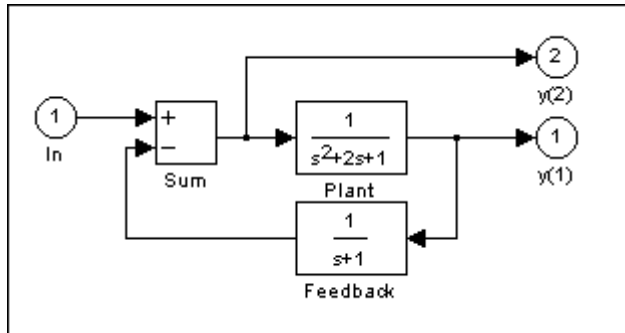 2
y(2)
1
In
+
−
Sum
1
s²+2s+1
Plant
1
y(1)
1
s+1
Feedback